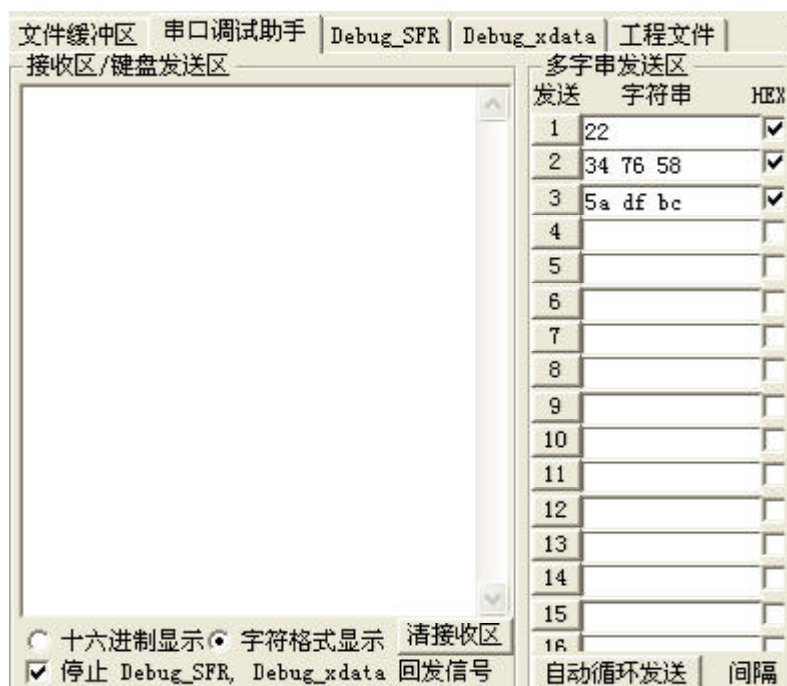 文件缓冲区 串口调试助手 Debug_SFR Debug_xdata 工程文件
接收区/键盘发送区
多字串发送区
发送 字符串 HEX
1 22
2 34 76 58
3 5a df bc
4
5
6
7
8
9
10
11
12
13
14
15
16
十六进制显示 字符格式显示 清接收区
停止 Debug_SFR, Debug_xdata 回发信号
自动循环发送 间隔